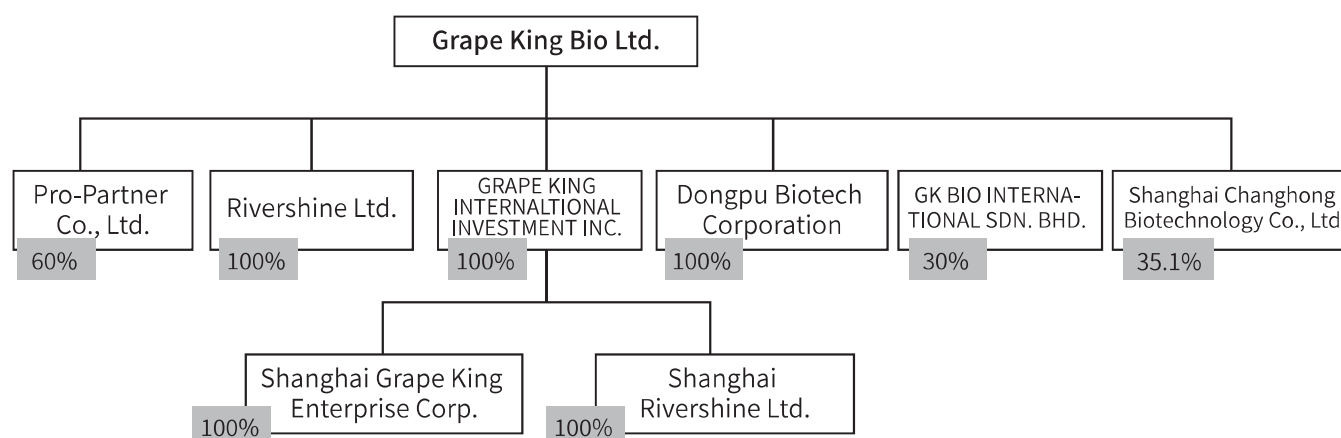 Grape King Bio Ltd.
Pro-Partner
Co., Ltd.
60%
Rivershine Ltd.
100%
GRAPE KING
INTERNALTIONAL
INVESTMENT INC.
100%
Dongpu Biotech
Corporation
100%
GK BIO INTERNA-
TIONAL SDN. BHD.
30%
Shanghai Changhong
Biotechnology Co., Ltd
35.1%
Shanghai Grape King
Enterprise Corp.
100%
Shanghai
Rivershine Ltd.
100%